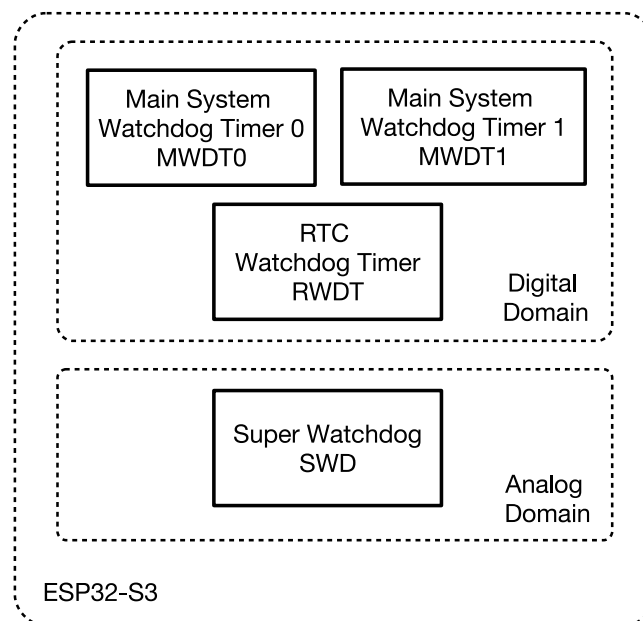 Main System
Watchdog Timer 0
MWDT0
Main System
Watchdog Timer 1
MWDT1
RTC
Watchdog Timer
RWDT
Digital
Domain
Super Watchdog
SWD
Analog
Domain
ESP32-S3